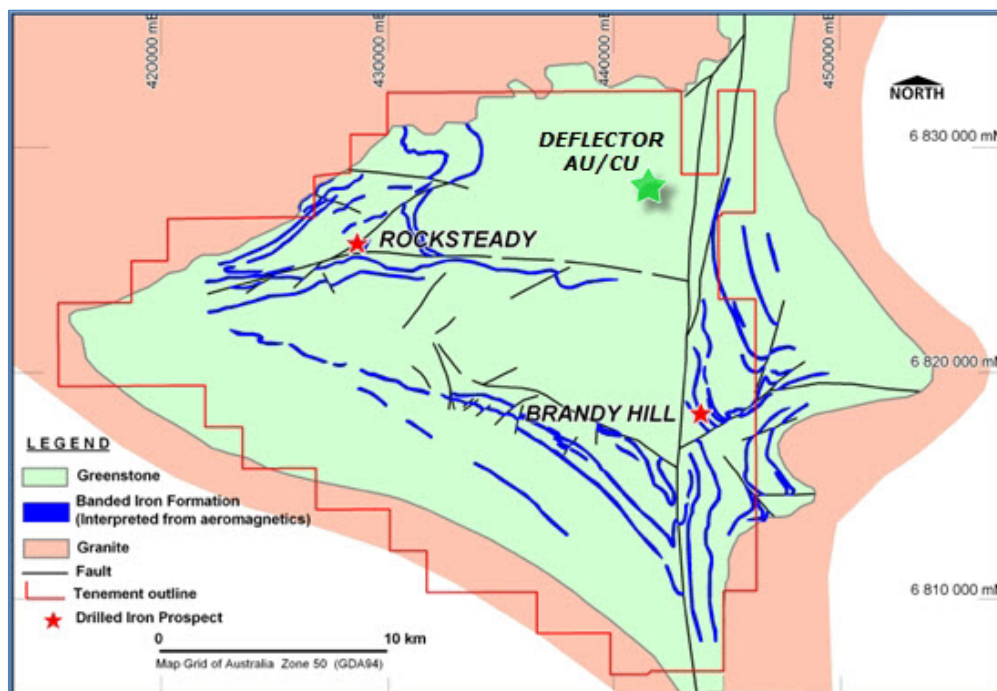 420000 mE
430000 mE
440000 mE
450000 mE
NORTH
6 830 000 mN
DEFLECTOR
AU/CU
ROCKSTEADY
6 820 000 mN
BRANDY HILL
LEGEND
Greenstone
Banded Iron Formation
(Interpreted from aeromagnetics)
Granite
Fault
Tenement outline
Drilled Iron Prospect
6 810 000 mN
0 10 km
Map Grid of Australia Zone 50 (GDA94)